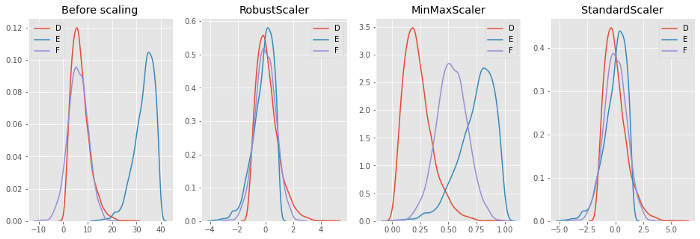 Before scaling
RobustScaler
MinMaxScaler
StandardScaler
D
E
F
D
E
F
D
E
F
D
E
F
0.12
0.10
0.08
0.06
0.04
0.02
0.00
-10 0 10 20 30 40
0.6
0.5
0.4
0.3
0.2
0.1
0.0
-4 -2 0 2 4
3.5
3.0
2.5
2.0
1.5
1.0
0.5
0.0
0.00 0.25 0.50 0.75 1.00
0.4
0.3
0.2
0.1
0.0
-5.0 -2.5 0.0 2.5 5.0